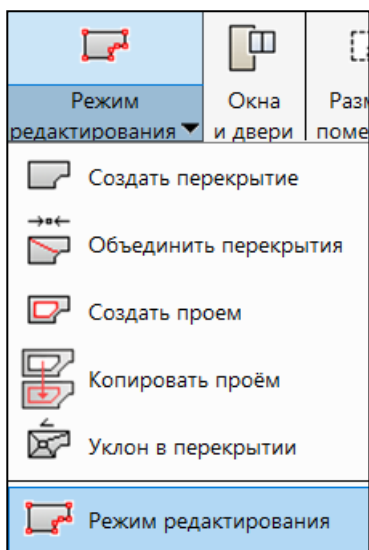 Режим
редактирования
Окна
и двери
Создать перекрытие
Объединить перекрытия
Создать проем
Копировать проём
Уклон в перекрытии
Режим редактирования